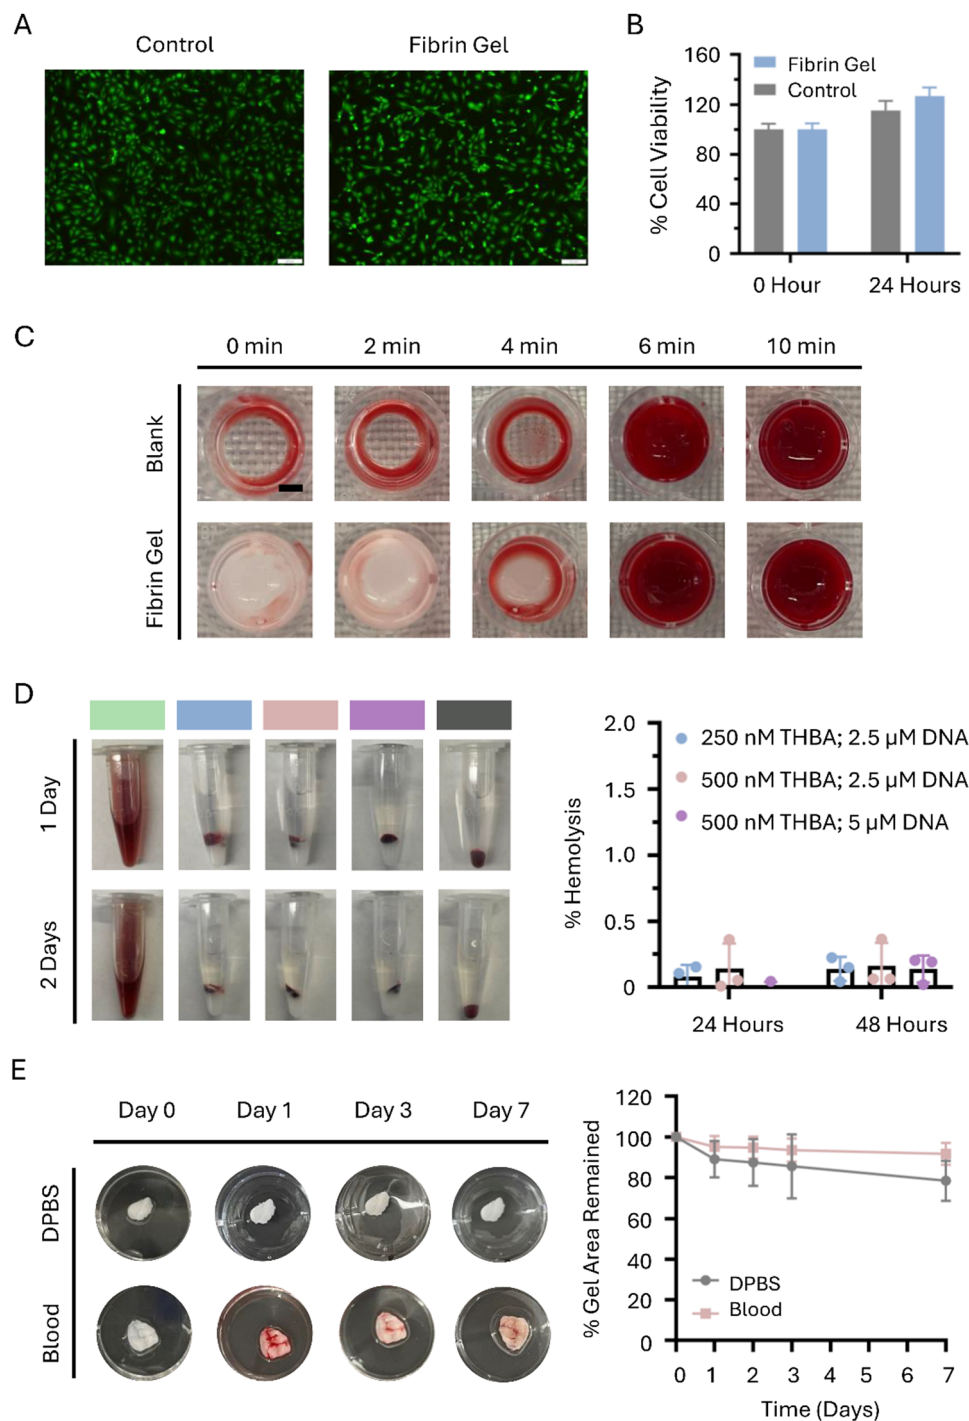 A
Control
Fibrin Gel
B
160
120
80
40
0
% Cell Viability
Fibrin Gel
Control
0 Hour
24 Hours
C
0 min
2 min
4 min
6 min
10 min
Blank
Fibrin Gel
D
1 Day
2 Days
2.0
1.5
1.0
0.5
0
% Hemolysis
250 nM THBA; 2.5 µM DNA
500 nM THBA; 2.5 µM DNA
500 nM THBA; 5 µM DNA
24 Hours
48 Hours
E
Day 0
Day 1
Day 3
Day 7
DPBS
Blood
120
100
80
60
40
20
0
% Gel Area Remained
DPBS
Blood
0 1 2 3 4 5 6 7
Time (Days)